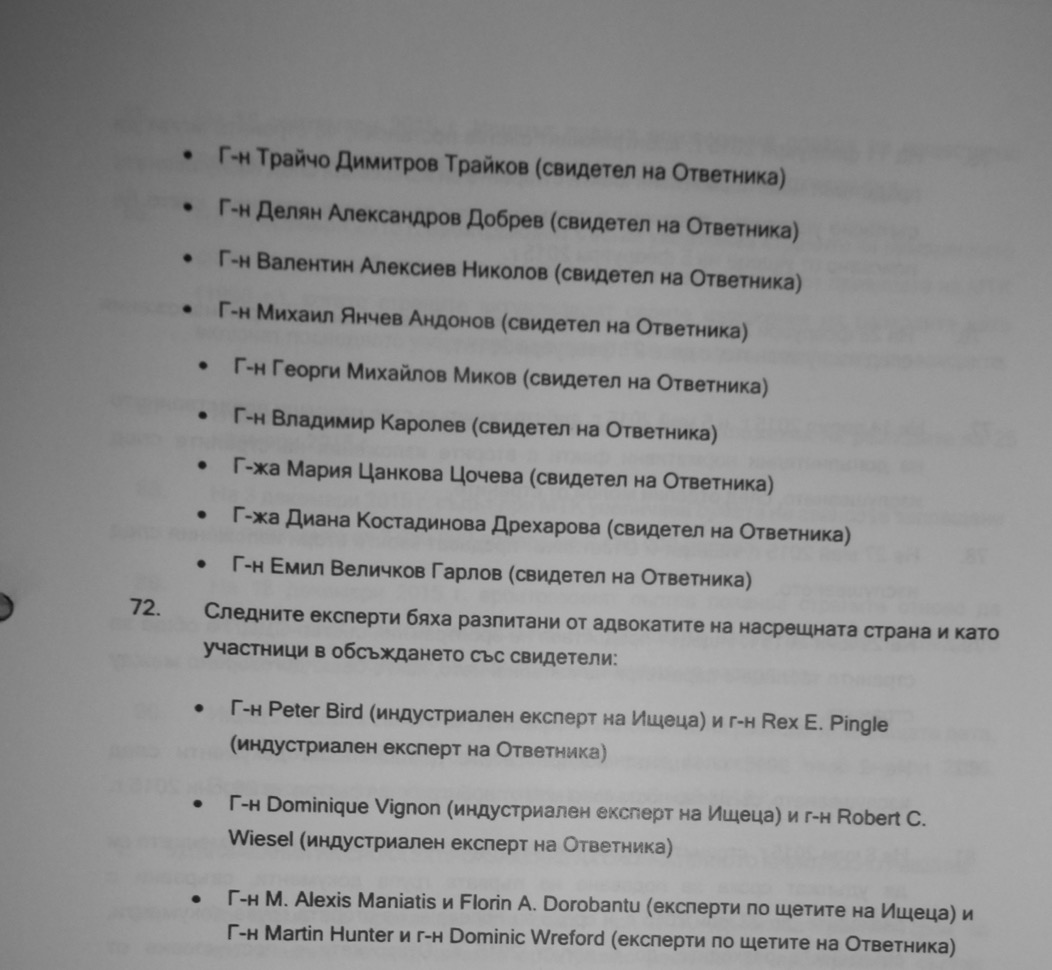 • Г-н Трайчо Димитров Трайков (свидетел на Ответника)
• Г-н Делян Александров Добрев (свидетел на Ответника)
• Г-н Валентин Алексиев Николов (свидетел на Ответника)
• Г-н Михаил Янчев Андонов (свидетел на Ответника)
• Г-н Георги Михайлов Миков (свидетел на Ответника)
• Г-н Владимир Каролев (свидетел на Ответника)
• Г-жа Мария Цанкова Цочева (свидетел на Ответника)
• Г-жа Диана Костадинова Дрехарова (свидетел на Ответника)
• Г-н Емил Величков Гарлов (свидетел на Ответника)
72. Следните експерти бяха разпитани от адвокатите на насрещната страна и като
участници в обсъждането със свидетели:
• Г-н Peter Bird (индустриален експерт на Ищеца) и г-н Rex E. Pingle
(индустриален експерт на Ответника)
• Г-н Dominique Vignon (индустриален експерт на Ищеца) и г-н Robert C.
Wiesel (индустриален експерт на Ответника)
• Г-н M. Alexis Maniatis и Florin A. Dorobantu (експерти по щетите на Ищеца) и
Г-н Martin Hunter и г-н Dominic Wreford (експерти по щетите на Ответника)